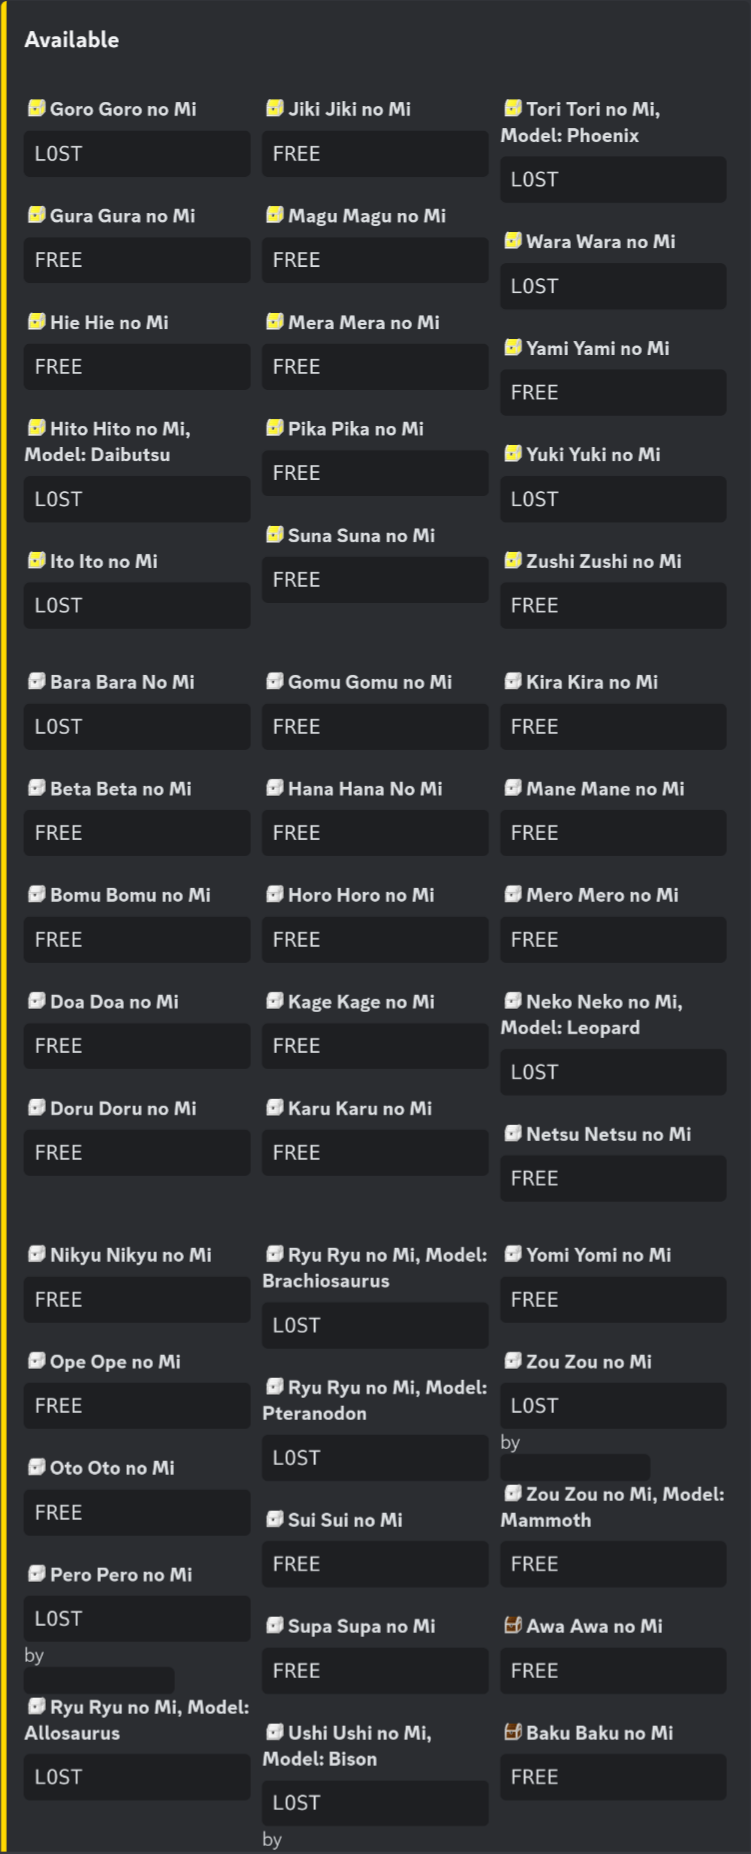 Available
Goro Goro no Mi
LOST
Gura Gura no Mi
FREE
Hie Hie no Mi
FREE
Hito Hito no Mi,
Model: Daibutsu
LOST
Ito Ito no Mi
LOST
Jiki Jiki no Mi
FREE
Magu Magu no Mi
FREE
Mera Mera no Mi
FREE
Pika Pika no Mi
FREE
Suna Suna no Mi
FREE
Tori Tori no Mi,
Model: Phoenix
LOST
Wara Wara no Mi
LOST
Yami Yami no Mi
FREE
Yuki Yuki no Mi
LOST
Zushi Zushi no Mi
FREE
Bara Bara No Mi
LOST
Beta Beta no Mi
FREE
Bomu Bomu no Mi
FREE
Doa Doa no Mi
FREE
Doru Doru no Mi
FREE
Gomu Gomu no Mi
FREE
Hana Hana No Mi
FREE
Horo Horo no Mi
FREE
Kage Kage no Mi
FREE
Karu Karu no Mi
FREE
Kira Kira no Mi
FREE
Mane Mane no Mi
FREE
Mero Mero no Mi
FREE
Neko Neko no Mi,
Model: Leopard
LOST
Netsu Netsu no Mi
FREE
Nikyu Nikyu no Mi
FREE
Ope Ope no Mi
FREE
Oto Oto no Mi
FREE
Pero Pero no Mi
LOST
by
Ryu Ryu no Mi, Model:
Allosaurus
LOST
Ryu Ryu no Mi, Model:
Brachiosaurus
LOST
Ryu Ryu no Mi, Model:
Pteranodon
LOST
Sui Sui no Mi
FREE
Supa Supa no Mi
FREE
Ushi Ushi no Mi,
Model: Bison
LOST
by
Yomi Yomi no Mi
FREE
Zou Zou no Mi
LOST
by
Zou Zou no Mi, Model:
Mammoth
FREE
Awa Awa no Mi
FREE
Baku Baku no Mi
FREE